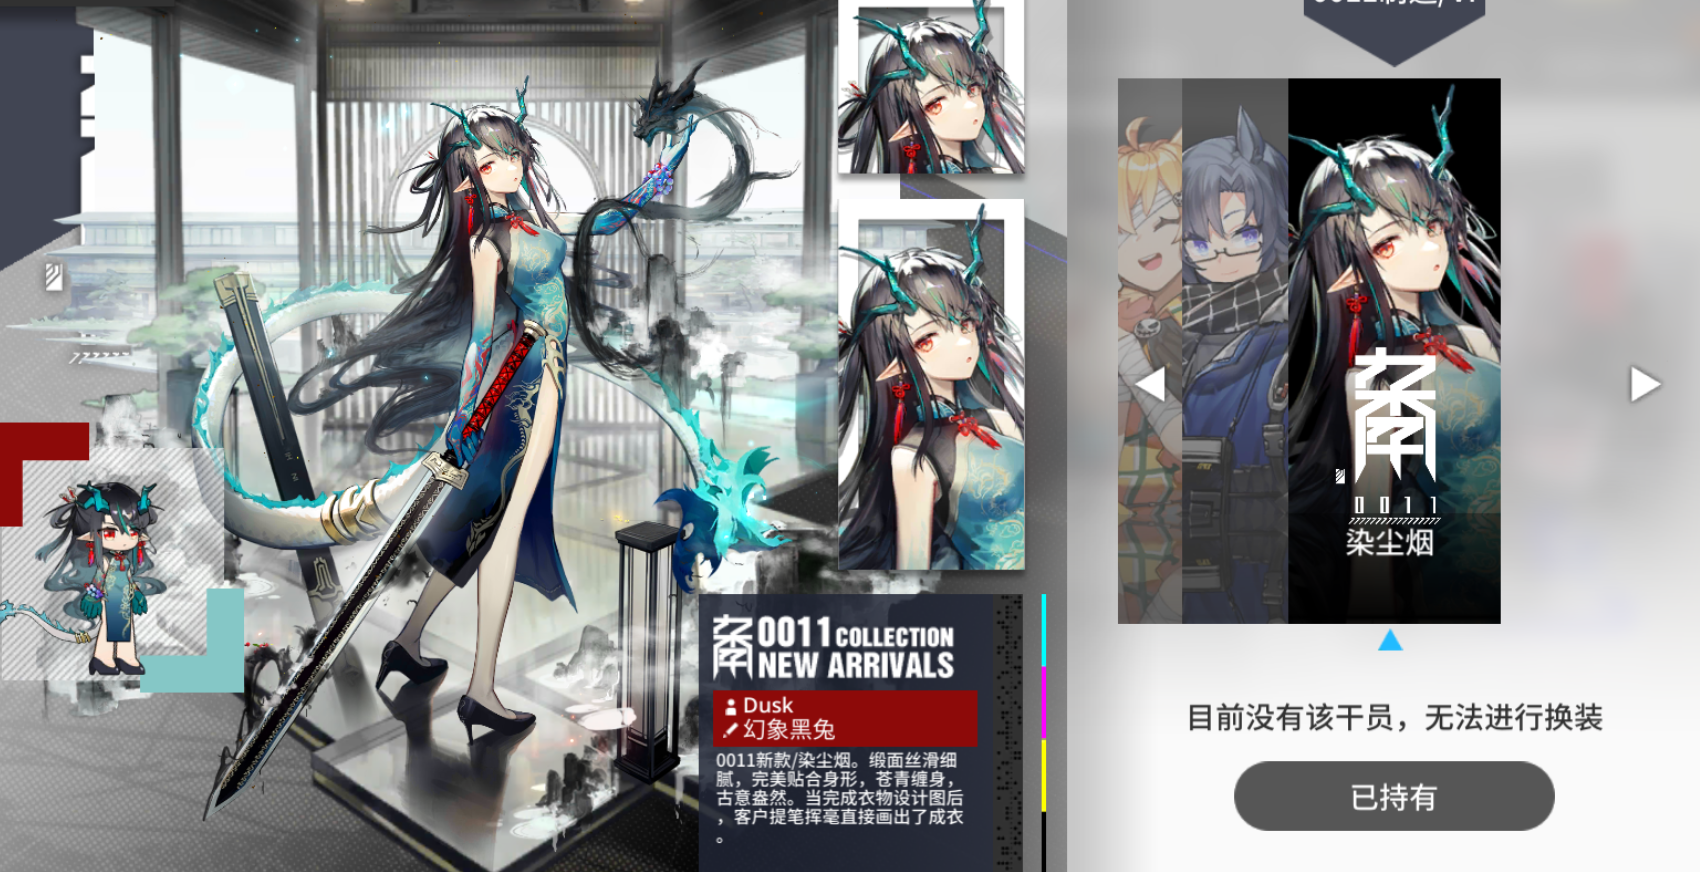 0011 COLLECTION
NEW ARRIVALS
Dusk
幻象黑兔
0011新款/染尘烟。缎面丝滑细
腻，完美贴合身形，苍青缠身，
古意盎然。当完成衣物设计图后
，客户提笔挥毫直接画出了成衣
。
0011
染尘烟
目前没有该干员，无法进行换装
已持有